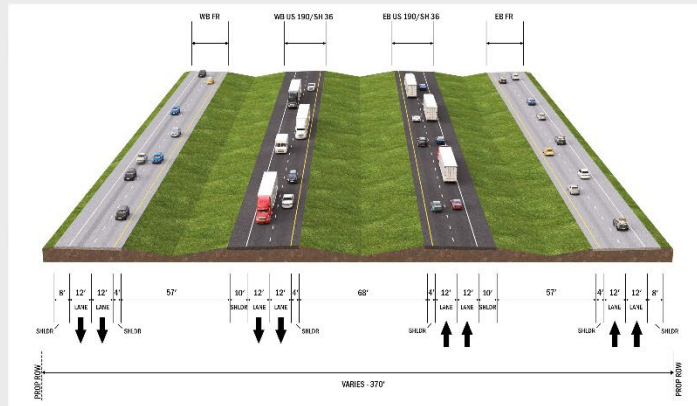 WB FR WB US 190/SH 36 EB US 190/SH 36 EB FR
8' 12' 12' 4' 57' 10' 12' 12' 4' 68' 4' 12' 12' 10' 57' 4' 12' 12' 8'
LANE LANE SHLDR LANE LANE LANE LANE SHLDR LANE LANE
SHLDR SHLDR SHLDR SHLDR SHLDR SHLDR
PROP ROW PROP ROW
VARIES - 370'